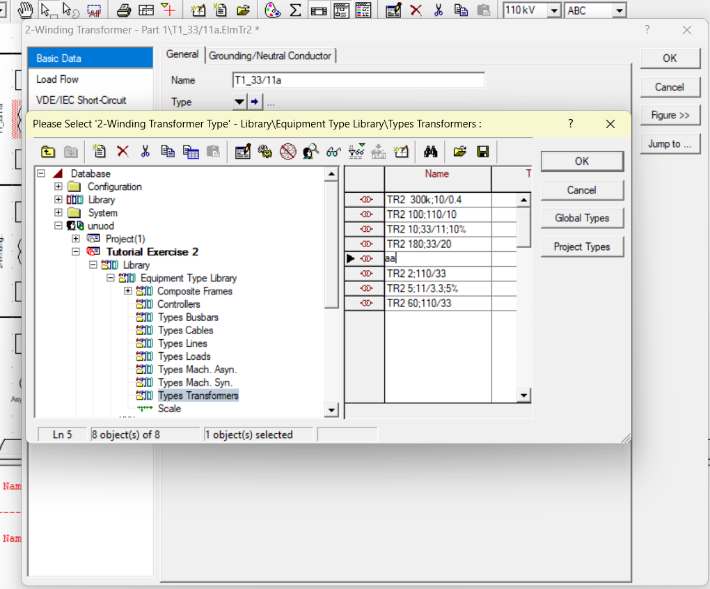 110 kV
ABC
2-Winding Transformer - Part 1\T1_33/11a.ElmTr2 *
?
Basic Data
Load Flow
VDE/IEC Short-Circuit
General
Grounding/Neutral Conductor
Name
T1_33/11a
Type
...
OK
Cancel
Figure >>
Jump to ...
Please Select '2-Winding Transformer Type' - Library\Equipment Type Library\Types Transformers :
?
Database
Configuration
Library
System
unuod
Project(1)
Tutorial Exercise 2
Library
Equipment Type Library
Composite Frames
Controllers
Types Busbars
Types Cables
Types Lines
Types Loads
Types Mach. Asyn.
Types Mach. Syn.
Types Transformers
Scale
Name
T
TR2 300k;10/0.4
TR2 100;110/10
TR2 10;33/11;10%
TR2 180;33/20
aa
TR2 2;110/33
TR2 5;11/3.3;5%
TR2 60;110/33
OK
Cancel
Global Types
Project Types
Ln 5
8 object(s) of 8
1 object(s) selected
Asy
Nam
Nam